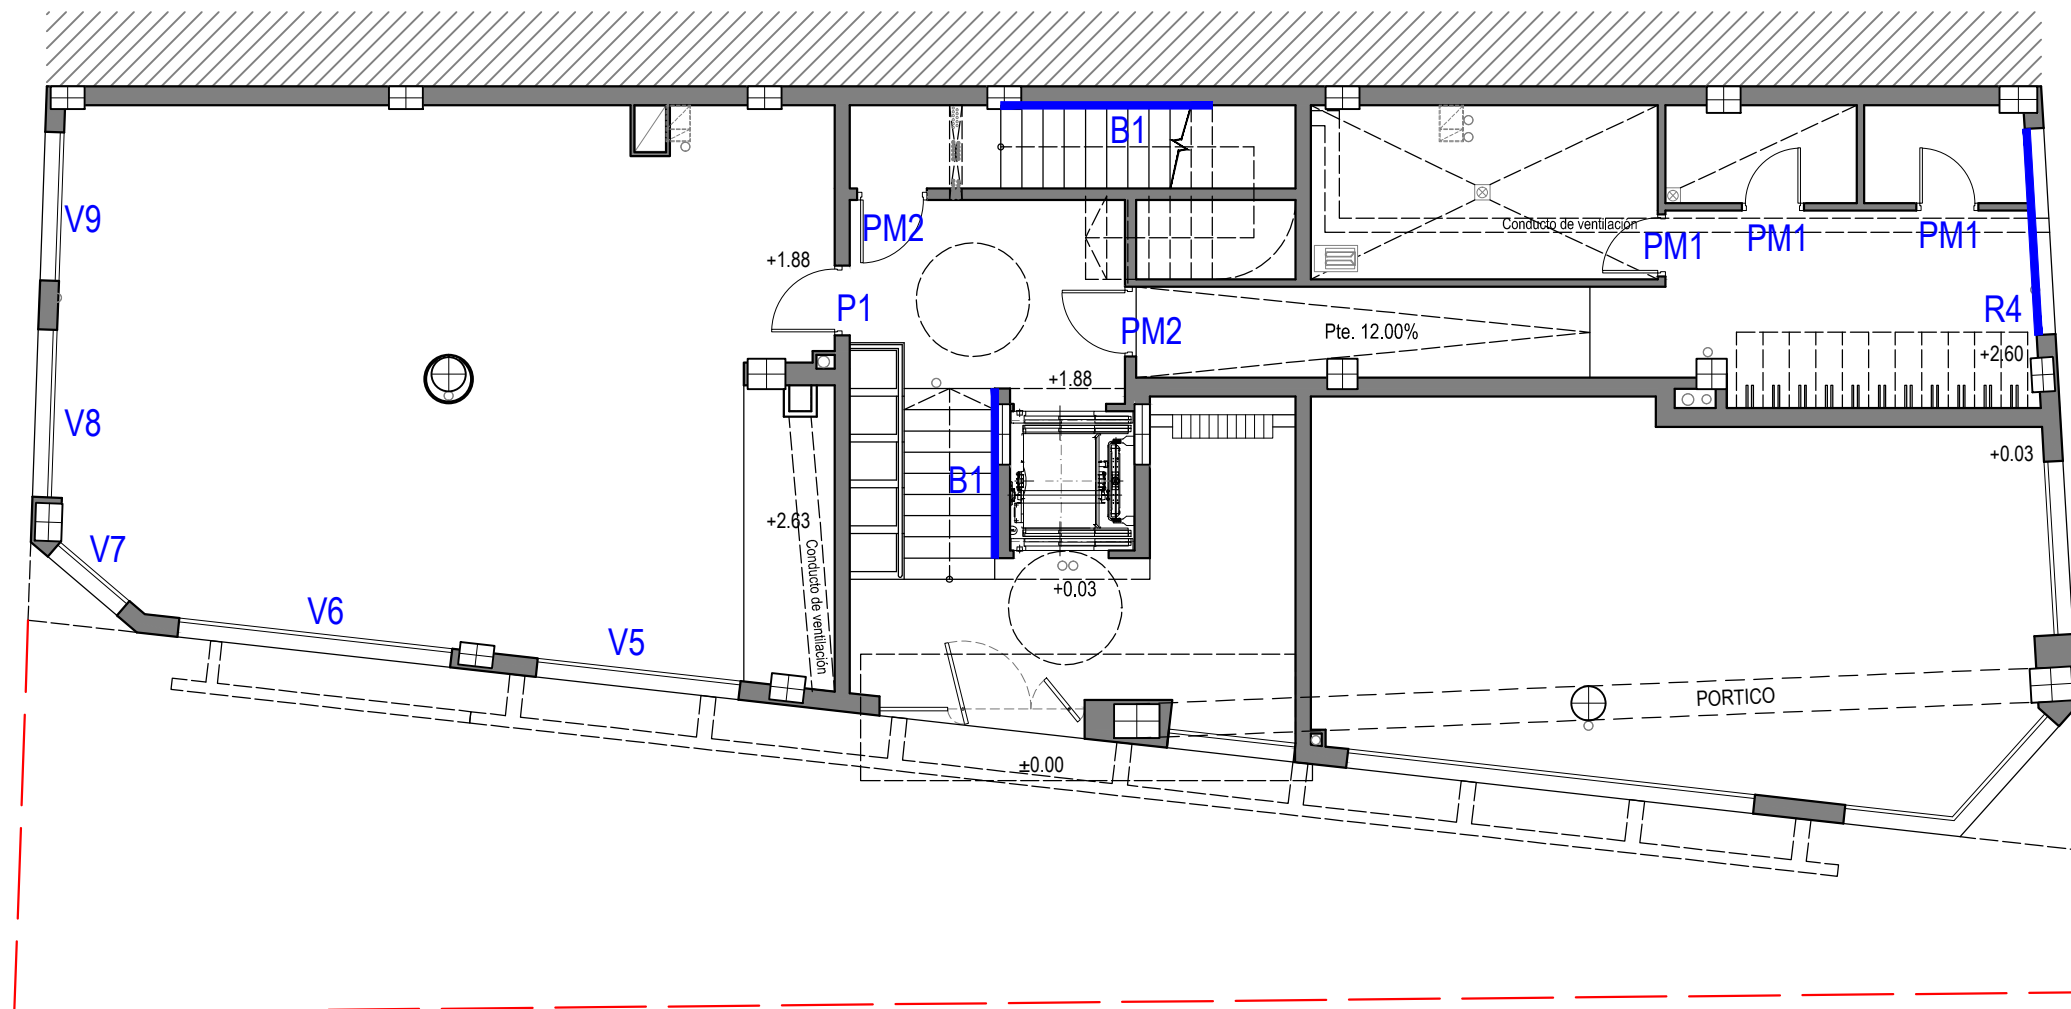 B1
V9
PM2
Conducto de ventilación
PM1
PM1
PM1
+1.88
P1
R4
PM2
Pte. 12.00%
+2.60
+1.88
V8
+0.03
B1
+2.63
V7
Conducto de ventilación
+0.03
V6
V5
PORTICO
±0.00